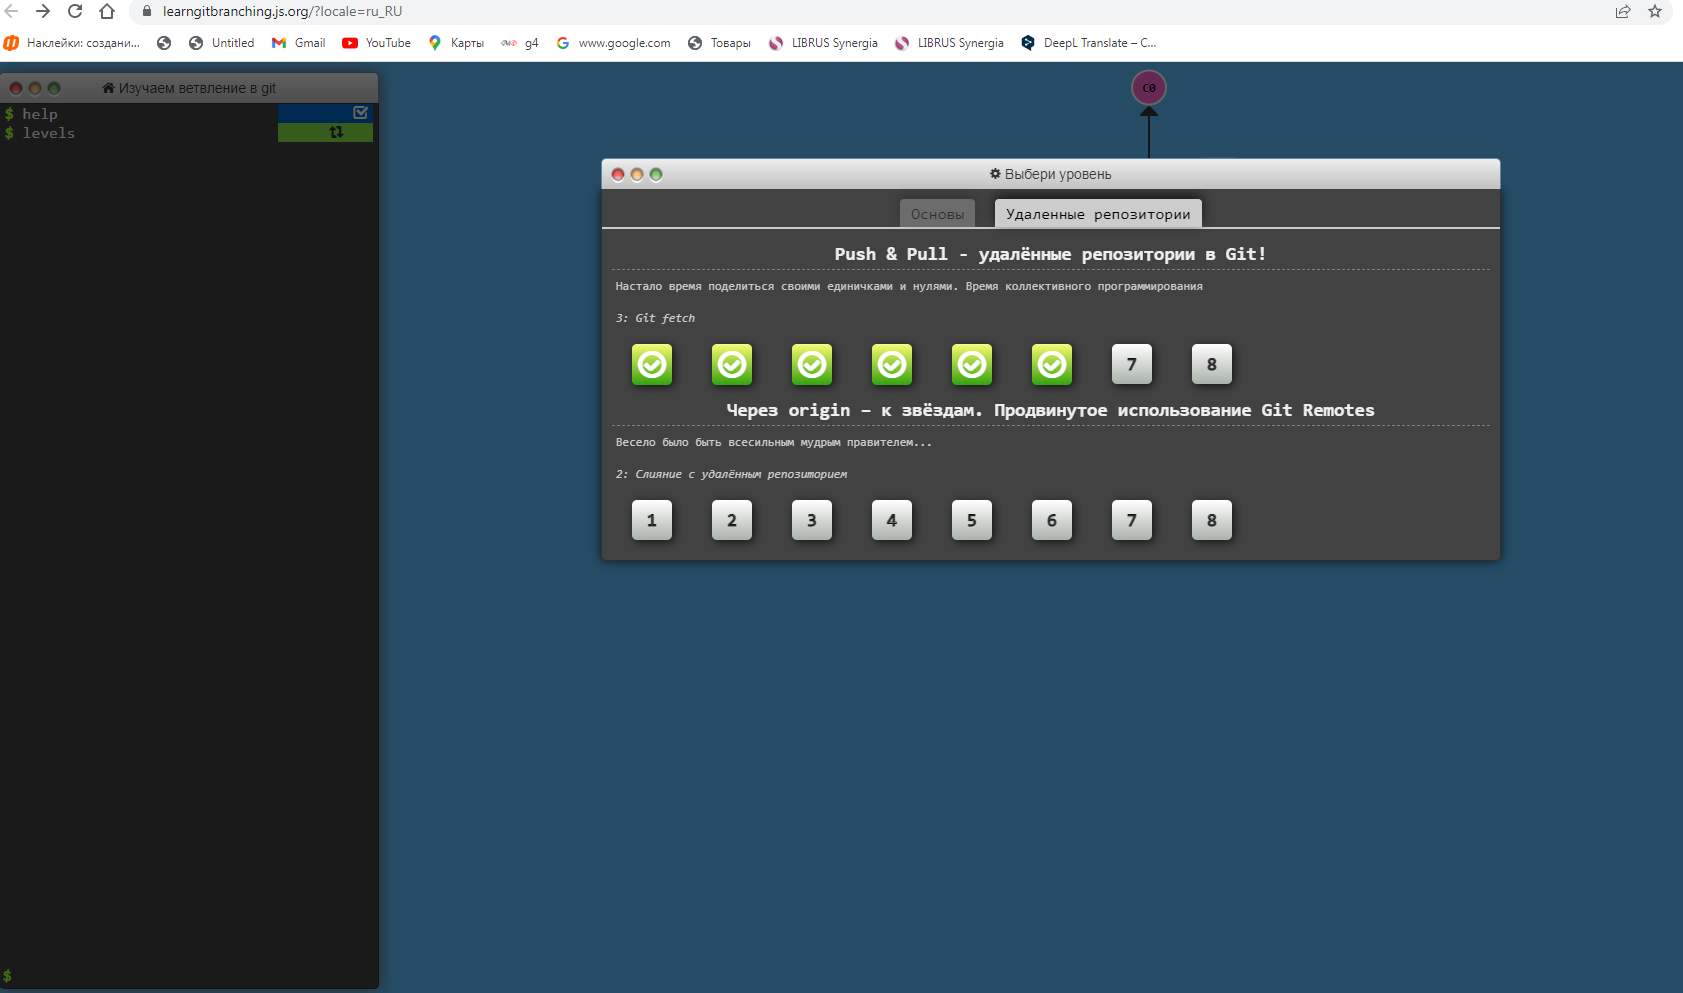 learngitbranching.js.org/?locale=ru_RU
Наклейки: создани...
Untitled
Gmail
YouTube
Карты
g4
www.google.com
Товары
LIBRUS Synergia
LIBRUS Synergia
DeepL Translate – C...
Изучаем ветвление в git
$ help
$ levels
C0
Выбери уровень
Основы
Удаленные репозитории
Push & Pull - удалённые репозитории в Git!
Настало время поделиться своими единичками и нулями. Время коллективного программирования
3: Git fetch
7 8
Через origin – к звёздам. Продвинутое использование Git Remotes
Весело было быть всесильным мудрым правителем...
2: Слияние с удалённым репозиторием
1 2 3 4 5 6 7 8
$